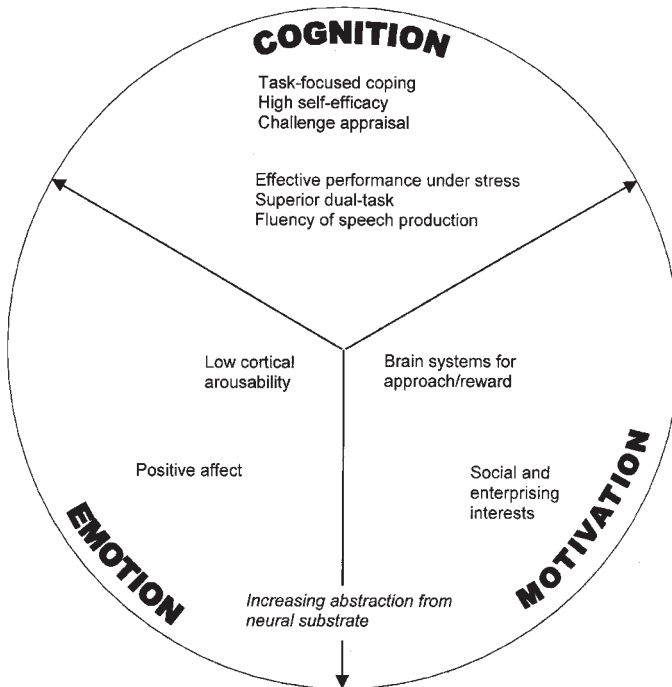 COGNITION
Task-focused coping
High self-efficacy
Challenge appraisal
Effective performance under stress
Superior dual-task
Fluency of speech production
Low cortical
arousability
Brain systems for
approach/reward
Positive affect
Social and
enterprising
interests
EMOTION
MOTIVATION
Increasing abstraction from
neural substrate